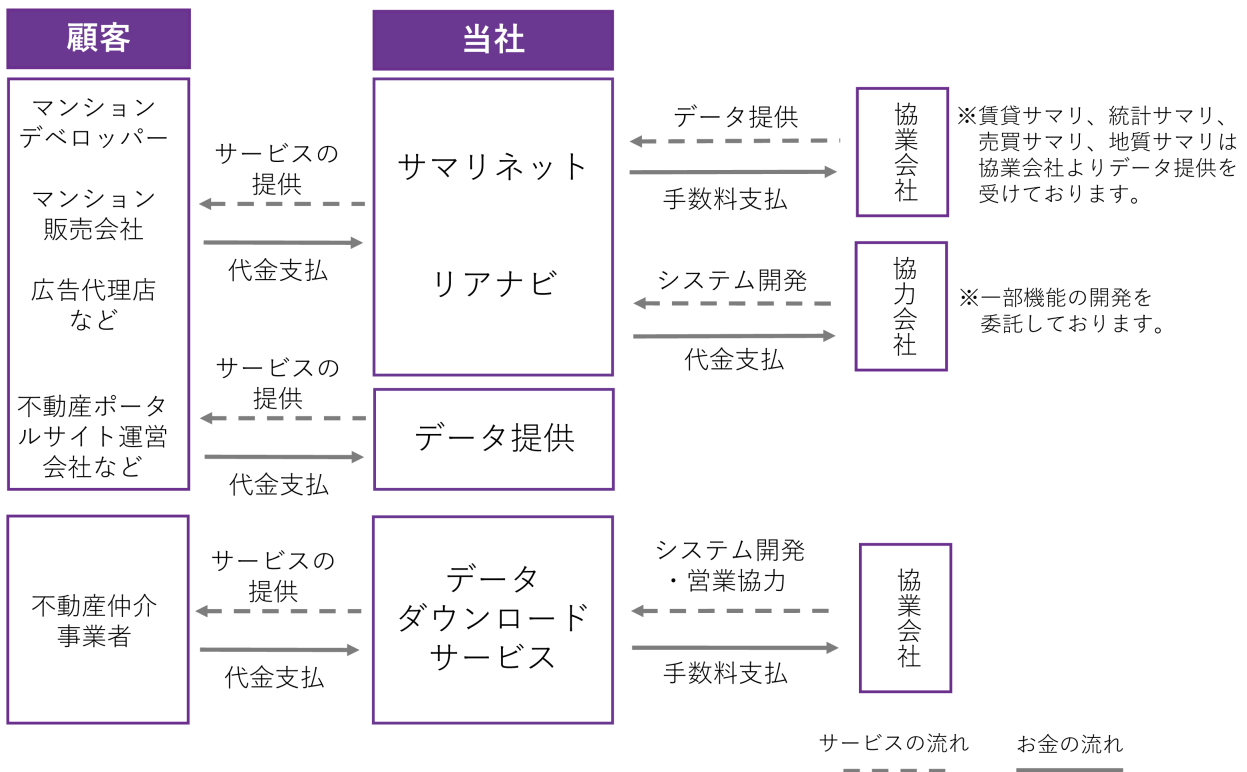 顧客
当社
マンション
デベロッパー
マンション
販売会社
広告代理店
など
不動産ポータ
ルサイト運営
会社など
サービスの
提供
代金支払
サービスの
提供
代金支払
サマリネット
リアナビ
データ提供
データ提供
手数料支払
協業会社
※賃貸サマリ、統計サマリ、
売買サマリ、地質サマリは
協業会社よりデータ提供を
受けております。
システム開発
代金支払
協力会社
※一部機能の開発を
委託しております。
不動産仲介
事業者
サービスの
提供
代金支払
データ
ダウンロード
サービス
システム開発
・営業協力
手数料支払
協業会社
サービスの流れ
お金の流れ